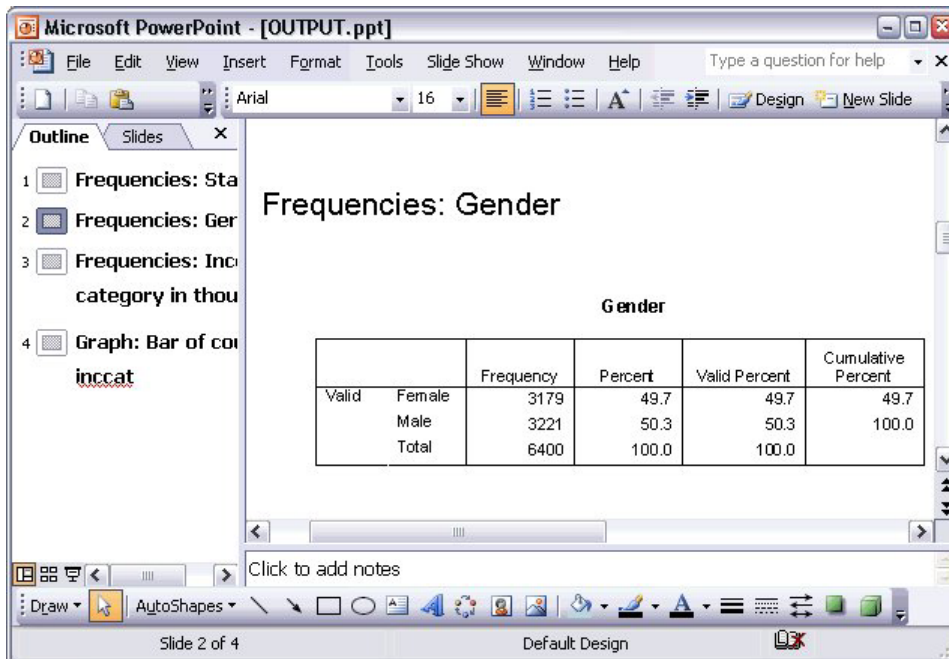 Microsoft PowerPoint - [OUTPUT.ppt]
File Edit View Insert Format Tools Slide Show Window Help Type a question for help
Arial 16 Design New Slide
Outline Slides
1 Frequencies: Sta
2 Frequencies: Ger
3 Frequencies: Inc
category in thou
4 Graph: Bar of cou
inccat
Frequencies: Gender
Gender
Frequency Percent Valid Percent Cumulative Percent
Valid Female 3179 49.7 49.7 49.7
Male 3221 50.3 50.3 100.0
Total 6400 100.0 100.0
Click to add notes
Draw AutoShapes
Slide 2 of 4 Default Design